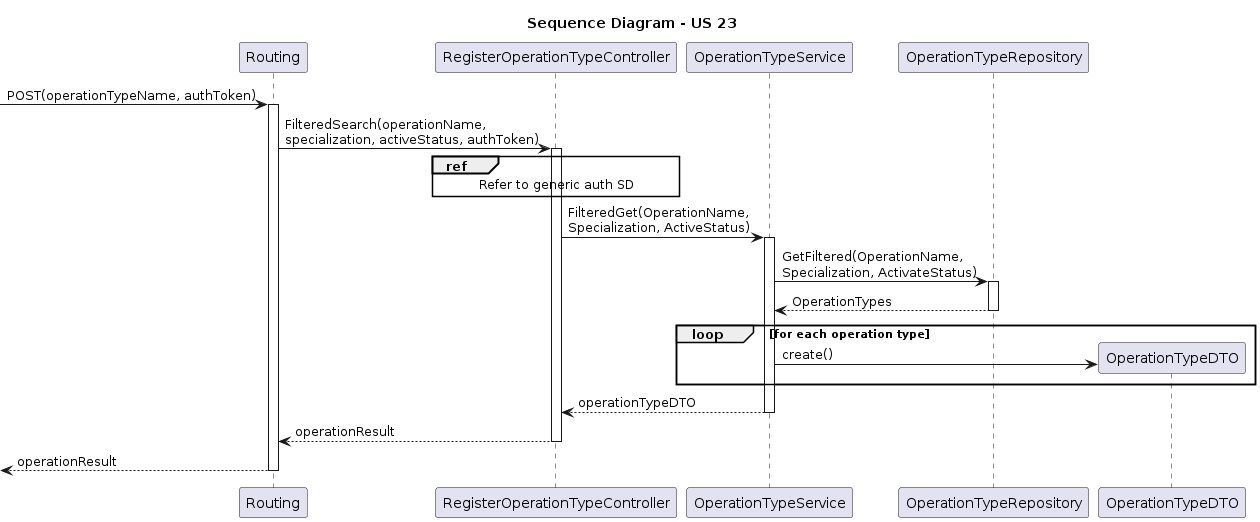 Sequence Diagram - US 23
Routing
RegisterOperationTypeController
OperationTypeService
OperationTypeRepository
POST(operationTypeName, authToken)
FilteredSearch(operationName,
specialization, activeStatus, authToken)
ref
Refer to generic auth SD
FilteredGet(OperationName,
Specialization, ActiveStatus)
GetFiltered(OperationName,
Specialization, ActivateStatus)
OperationTypes
loop
[for each operation type]
create()
OperationTypeDTO
operationTypeDTO
operationResult
operationResult
Routing
RegisterOperationTypeController
OperationTypeService
OperationTypeRepository
OperationTypeDTO